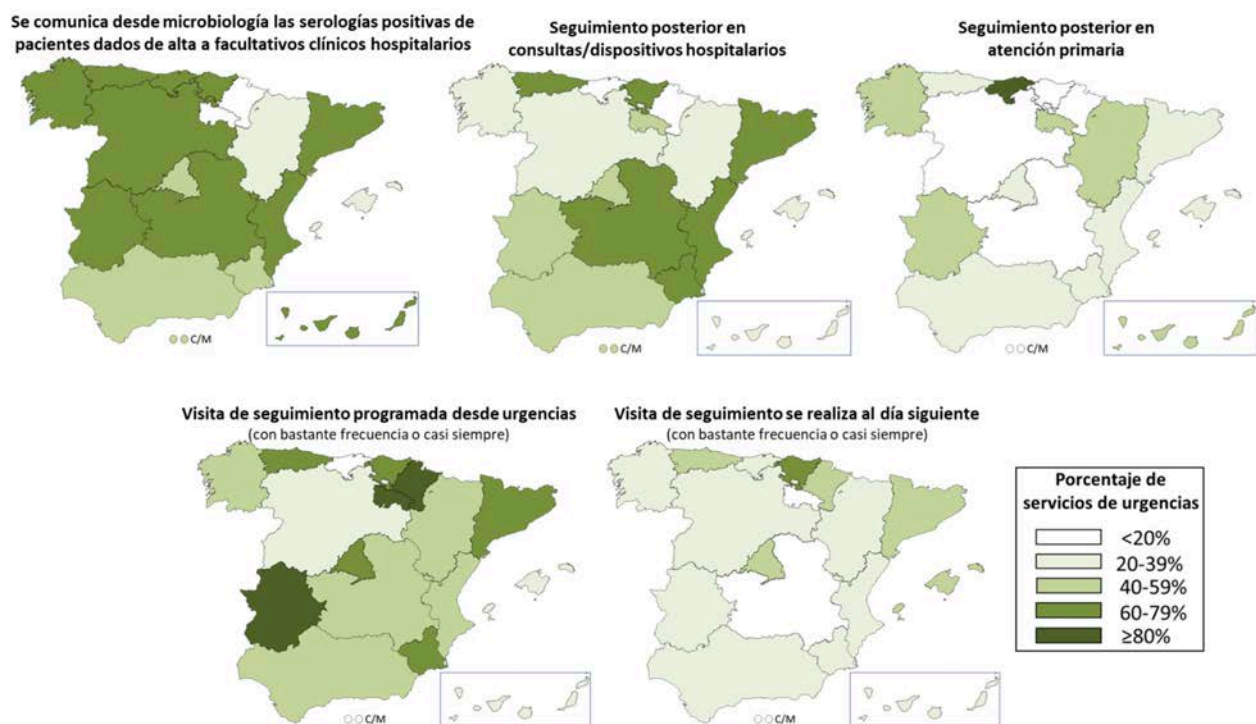 Se comunica desde microbiología las serologías positivas de
pacientes dados de alta a facultativos clínicos hospitalarios
Seguimiento posterior en
consultas/dispositivos hospitalarios
Seguimiento posterior en
atención primaria
C/M
C/M
C/M
Visita de seguimiento programada desde urgencias
(con bastante frecuencia o casi siempre)
Visita de seguimiento se realiza al día siguiente
(con bastante frecuencia o casi siempre)
C/M
C/M
Porcentaje de
servicios de urgencias
<20%
20-39%
40-59%
60-79%
≥80%